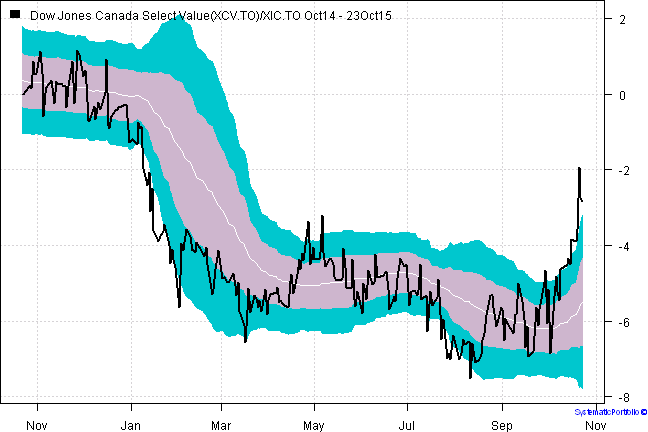 Dow Jones Canada Select Value(XCV.TO)/XIC.TO Oct14 - 23Oct15
2
0
-2
-4
-6
-8
Nov Jan Mar May Jul Sep Nov
SystematicPortfolio ©